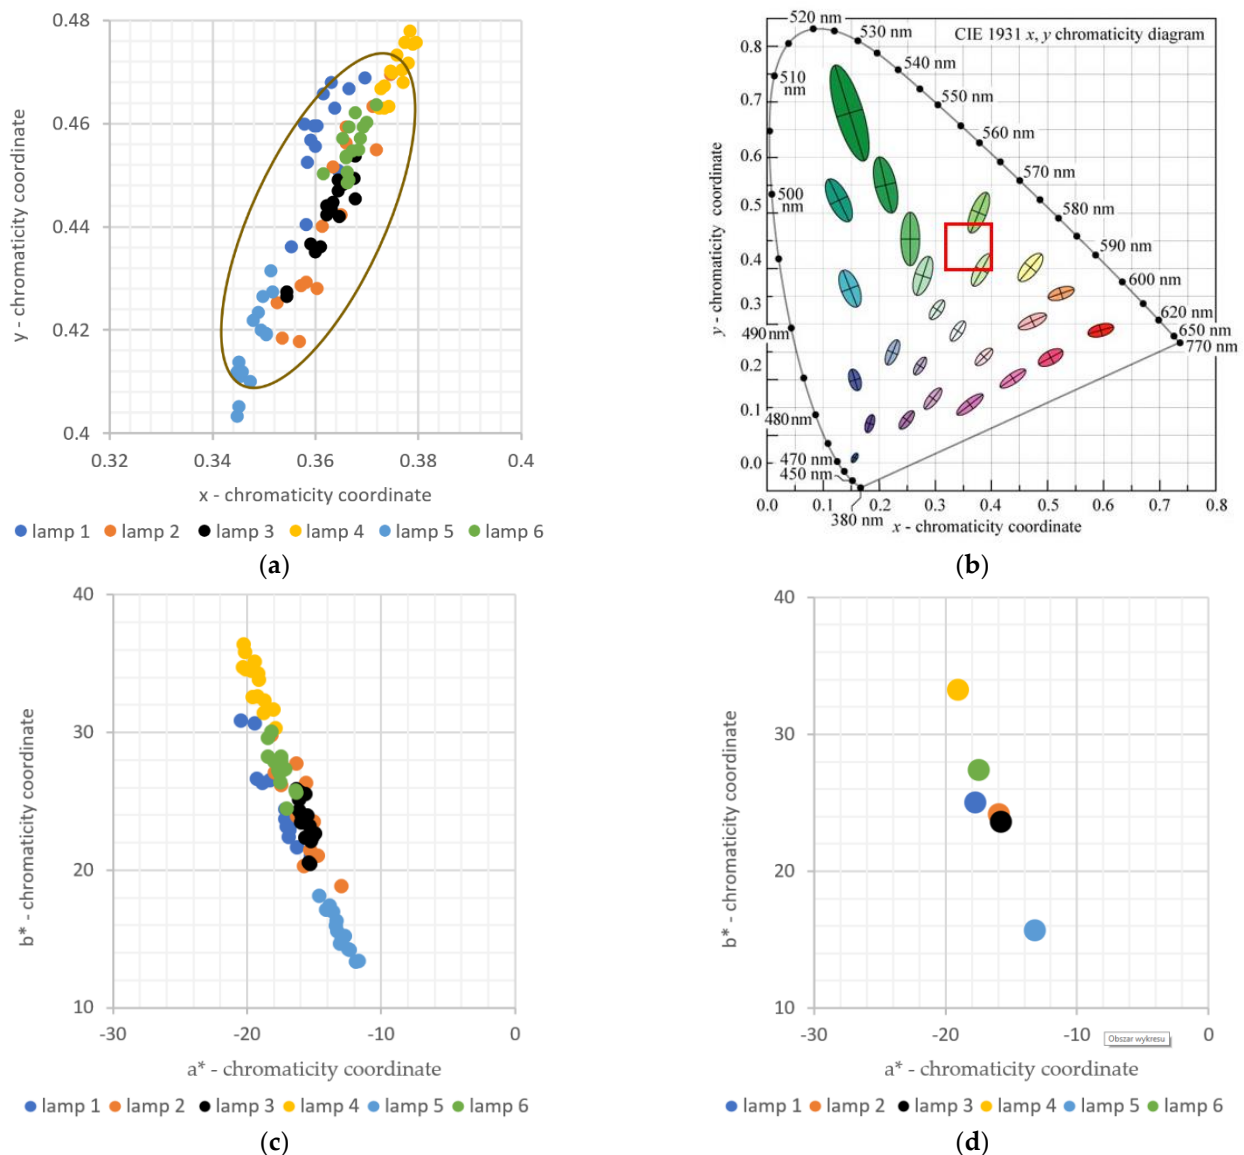 0.48
0.46
0.44
0.42
0.4
y - chromaticity coordinate
0.32 0.34 0.36 0.38 0.4
x - chromaticity coordinate
lamp 1 lamp 2 lamp 3 lamp 4 lamp 5 lamp 6
(a)
CIE 1931 x, y chromaticity diagram
520 nm
530 nm
540 nm
550 nm
560 nm
570 nm
580 nm
590 nm
600 nm
620 nm
650 nm
770 nm
510
nm
500
nm
490nm
480nm
470 nm
450nm
380 nm
0.8
0.7
0.6
0.5
0.4
0.3
0.2
0.1
0.0
y - chromaticity coordinate
0.0 0.1 0.2 0.3 0.4 0.5 0.6 0.7 0.8
x - chromaticity coordinate
(b)
40
30
20
10
b* - chromaticity coordinate
-30 -20 -10 0
a* - chromaticity coordinate
lamp 1 lamp 2 lamp 3 lamp 4 lamp 5 lamp 6
(c)
40
30
20
10
b* - chromaticity coordinate
-30 -20 -10 0
Obszar wykresu
a* - chromaticity coordinate
lamp 1 lamp 2 lamp 3 lamp 4 lamp 5 lamp 6
(d)